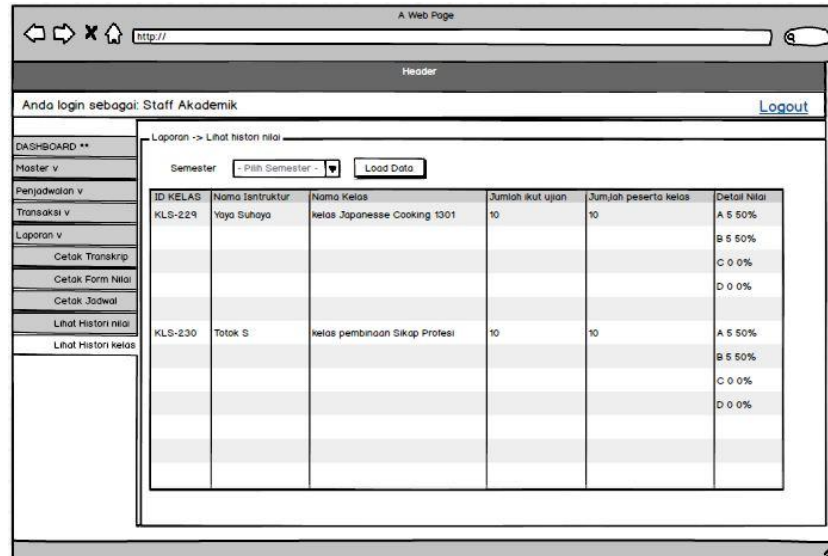 A Web Page
http://
Header
Anda login sebagai: Staff Akademik
Logout
DASHBOARD **
Master v
Penjadwalan v
Transaksi v
Laporan v
Cetak Transkrip
Cetak Form Nilai
Cetak Jadwal
Lihat Histori nilai
Lihat Histori kelas
Laporan -> Lihat histori nilai
Semester - Pilih Semester - Load Data
ID KELAS Nama Isntruktur Nama Kelas Jumlah ikut ujian Jum,lah peserta kelas Detail Nilai
KLS-229 Yaya Suhaya kelas Japanesse Cooking 1301 10 10 A 5 50%
B 5 50%
C 0 0%
D 0 0%
KLS-230 Totok S kelas pembinaan Sikap Profesi 10 10 A 5 50%
B 5 50%
C 0 0%
D 0 0%